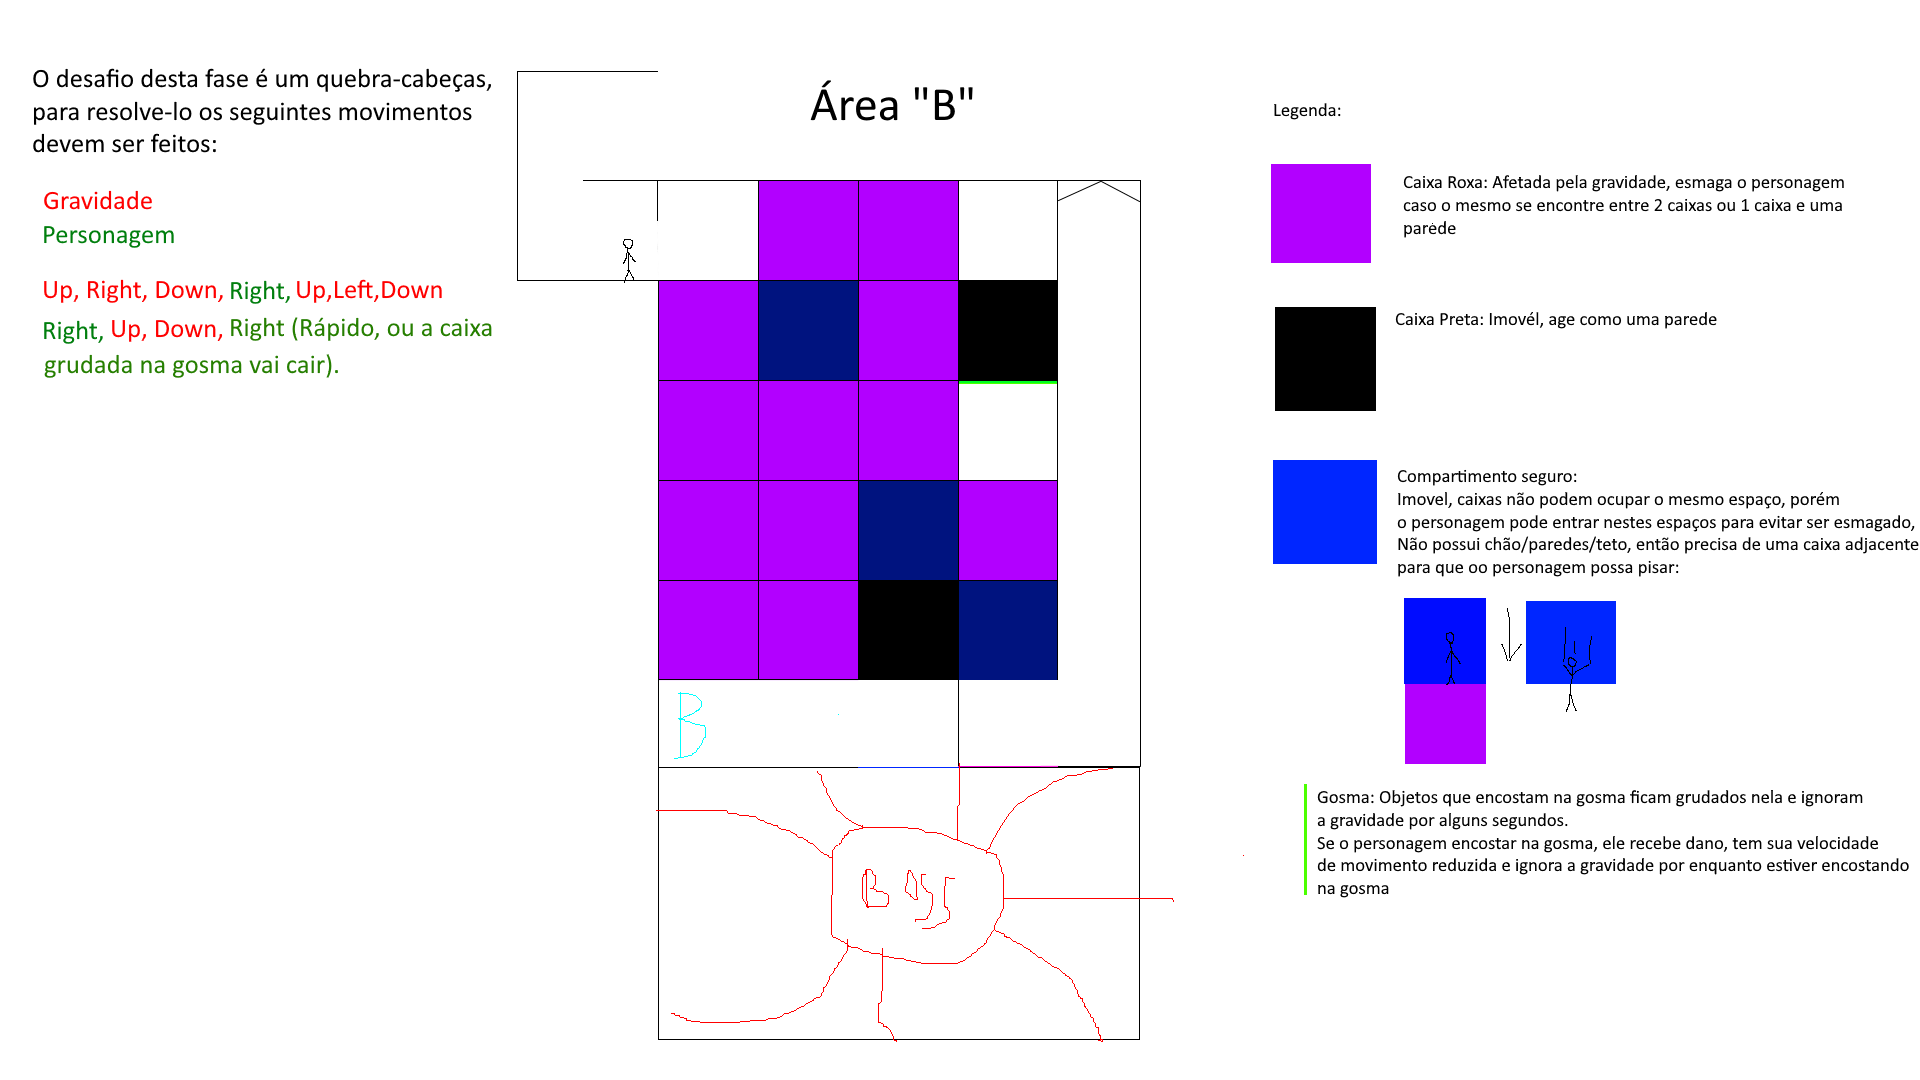 O desafio desta fase é um quebra-cabeças,
para resolve-lo os seguintes movimentos
devem ser feitos:
Gravidade
Personagem
Up, Right, Down, Right, Up,Left,Down
Right, Up, Down, Right (Rápido, ou a caixa
grudada na gosma vai cair).
Área "B"
B
Boss
Legenda:
Caixa Roxa: Afetada pela gravidade, esmaga o personagem
caso o mesmo se encontre entre 2 caixas ou 1 caixa e uma
parede
Caixa Preta: Imovél, age como uma parede
Compartimento seguro:
Imovel, caixas não podem ocupar o mesmo espaço, porém
o personagem pode entrar nestes espaços para evitar ser esmagado,
Não possui chão/paredes/teto, então precisa de uma caixa adjacente
para que oo personagem possa pisar:
Gosma: Objetos que encostam na gosma ficam grudados nela e ignoram
a gravidade por alguns segundos.
Se o personagem encostar na gosma, ele recebe dano, tem sua velocidade
de movimento reduzida e ignora a gravidade por enquanto estiver encostando
na gosma